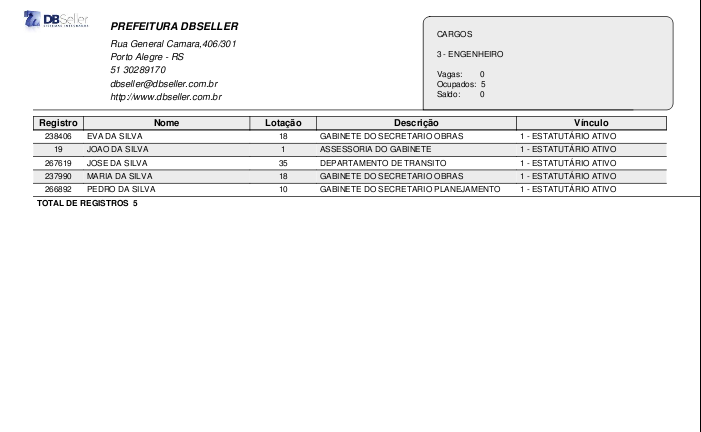 DBSeller
PREFEITURA DBSELLER
Rua General Camara,406/301
Porto Alegre - RS
51 30289170
dbseller@dbseller.com.br
http://www.dbseller.com.br
CARGOS
3 - ENGENHEIRO
Vagas: 0
Ocupados: 5
Saldo: 0
Registro Nome Lotação Descrição Vínculo
238406 EVA DA SILVA 18 GABINETE DO SECRETARIO OBRAS 1 - ESTATUTÁRIO ATIVO
19 JOAO DA SILVA 1 ASSESSORIA DO GABINETE 1 - ESTATUTÁRIO ATIVO
267619 JOSE DA SILVA 35 DEPARTAMENTO DE TRANSITO 1 - ESTATUTÁRIO ATIVO
237990 MARIA DA SILVA 18 GABINETE DO SECRETARIO OBRAS 1 - ESTATUTÁRIO ATIVO
266892 PEDRO DA SILVA 10 GABINETE DO SECRETARIO PLANEJAMENTO 1 - ESTATUTÁRIO ATIVO
TOTAL DE REGISTROS 5